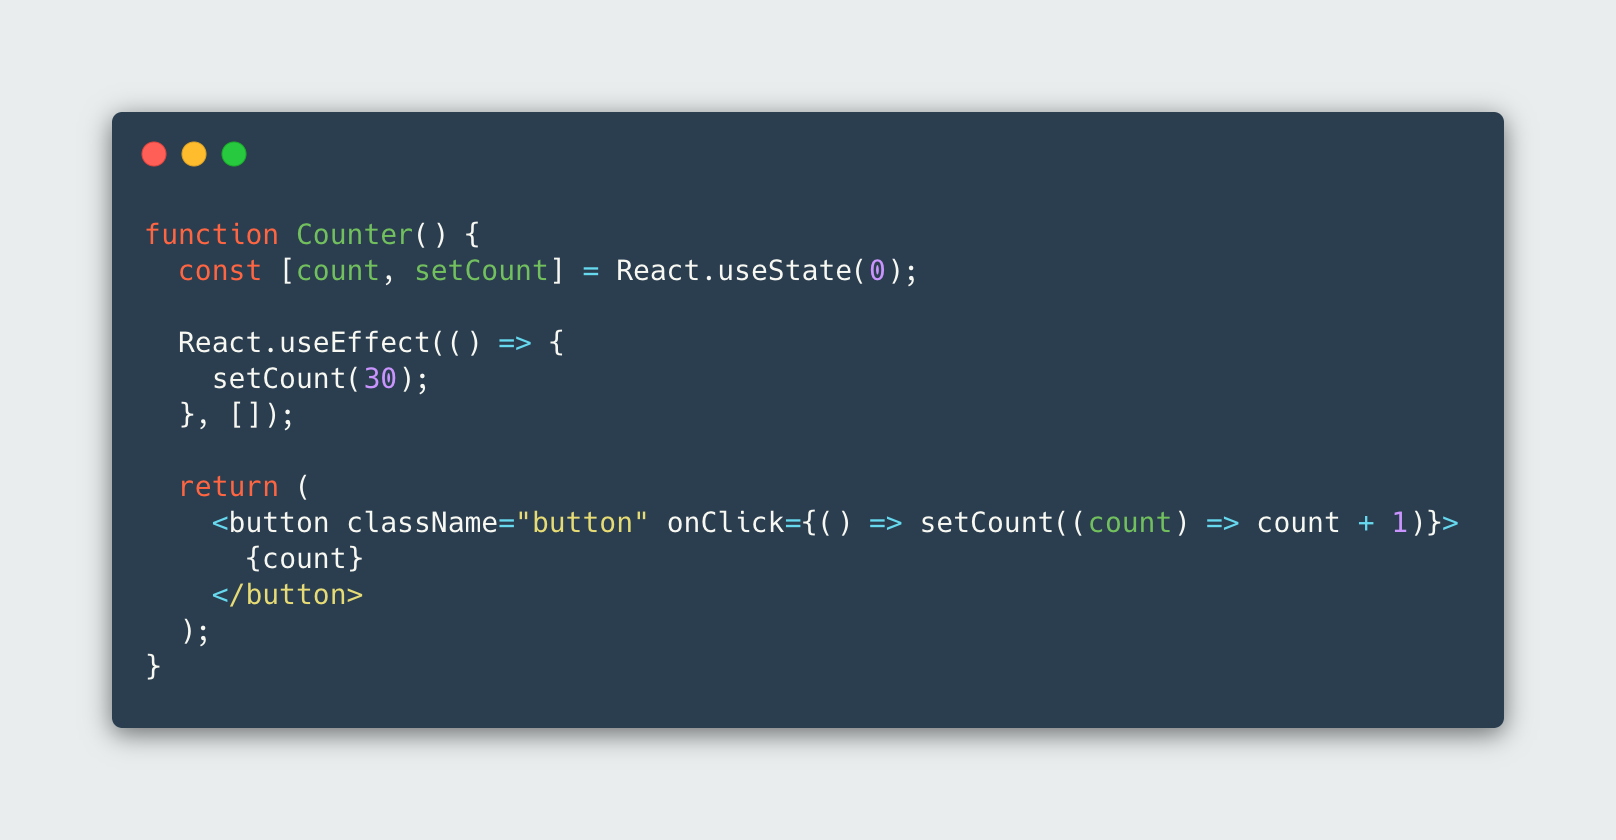 function Counter() {
  const [count, setCount] = React.useState(0);

  React.useEffect(() => {
    setCount(30);
  }, []);

  return (
    <button className="button" onClick={() => setCount((count) => count + 1)}>
      {count}
    </button>
  );
}